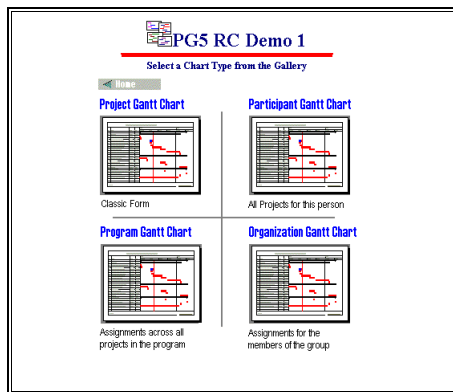 PG5 RC Demo 1
Select a Chart Type from the Gallery
Home
Project Gantt Chart
Participant Gantt Chart
Classic Form
All Projects for this person
Program Gantt Chart
Organization Gantt Chart
Assignments across all
projects in the program
Assignments for the
members of the group